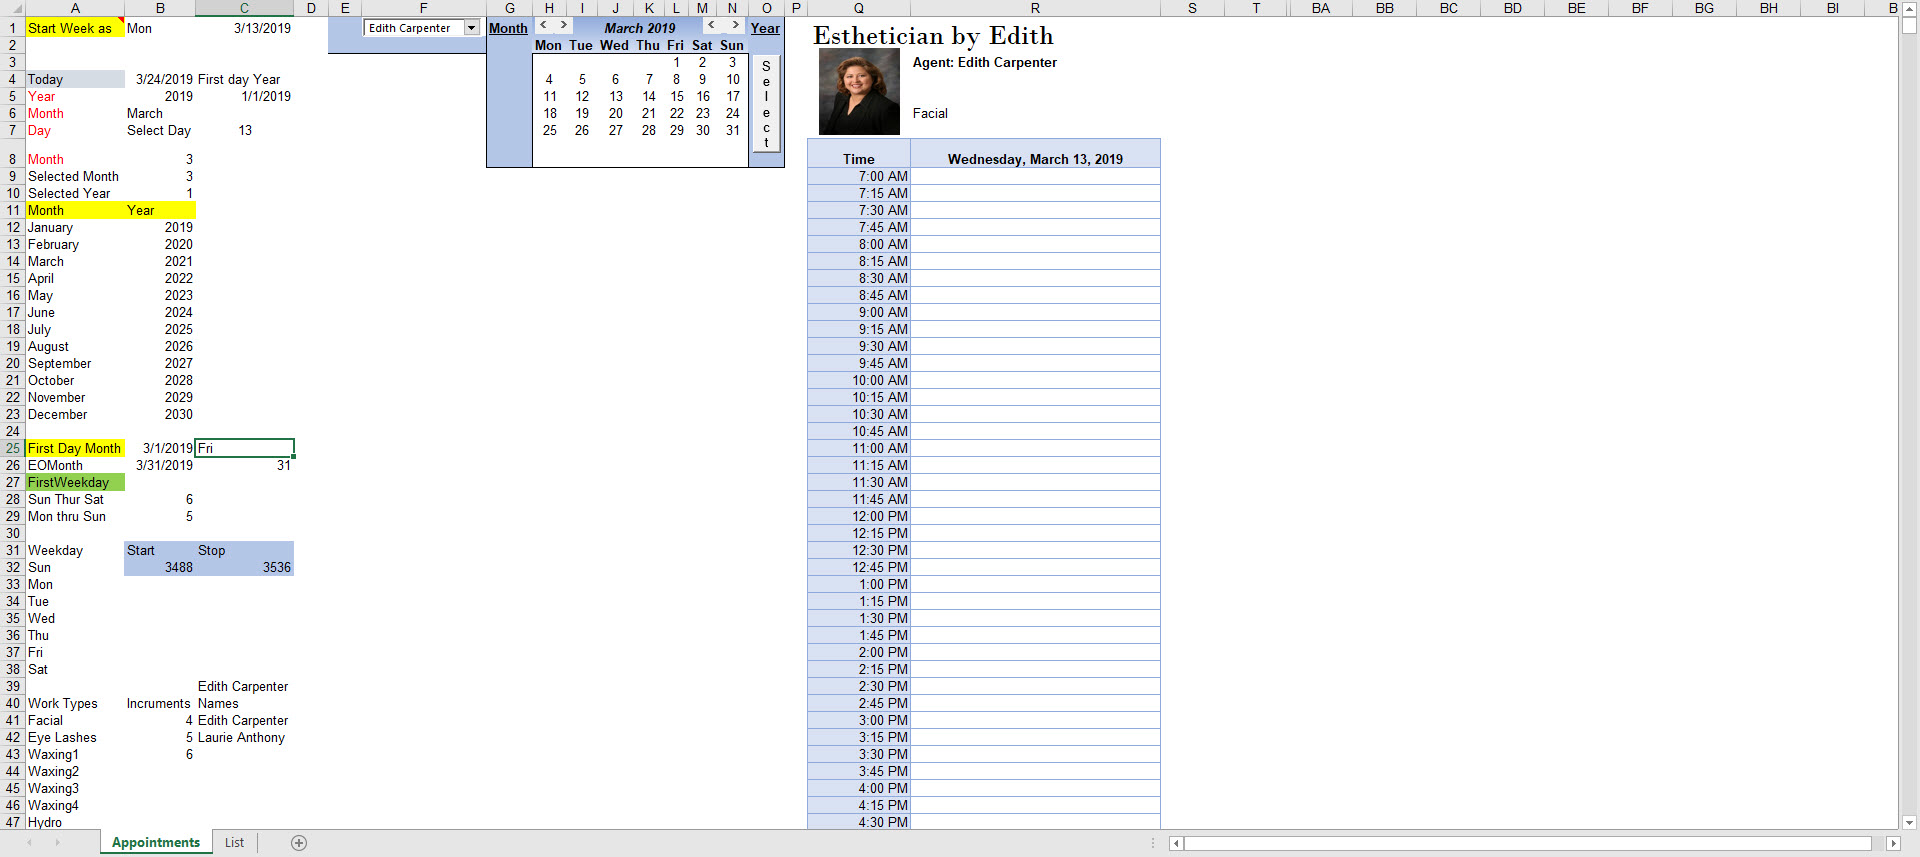 A B C D E F G H I J K L M N O P Q R S T BA BB BC BD BE BF BG BH BI B
1 Start Week as Mon 3/13/2019 Edith Carpenter Month < > March 2019 < > Year Esthetician by Edith
2 Mon Tue Wed Thu Fri Sat Sun
3 1 2 3 Select Agent: Edith Carpenter
4 Today 3/24/2019 First day Year 4 5 6 7 8 9 10
5 Year 2019 1/1/2019 11 12 13 14 15 16 17
6 Month March 18 19 20 21 22 23 24 Facial
7 Day Select Day 13 25 26 27 28 29 30 31
8 Month 3 Time Wednesday, March 13, 2019
9 Selected Month 3 7:00 AM
10 Selected Year 1 7:15 AM
11 Month Year 7:30 AM
12 January 2019 7:45 AM
13 February 2020 8:00 AM
14 March 2021 8:15 AM
15 April 2022 8:30 AM
16 May 2023 8:45 AM
17 June 2024 9:00 AM
18 July 2025 9:15 AM
19 August 2026 9:30 AM
20 September 2027 9:45 AM
21 October 2028 10:00 AM
22 November 2029 10:15 AM
23 December 2030 10:30 AM
24 10:45 AM
25 First Day Month 3/1/2019 Fri 11:00 AM
26 EOMonth 3/31/2019 31 11:15 AM
27 FirstWeekday 11:30 AM
28 Sun Thur Sat 6 11:45 AM
29 Mon thru Sun 5 12:00 PM
30 12:15 PM
31 Weekday Start Stop 12:30 PM
32 Sun 3488 3536 12:45 PM
33 Mon 1:00 PM
34 Tue 1:15 PM
35 Wed 1:30 PM
36 Thu 1:45 PM
37 Fri 2:00 PM
38 Sat 2:15 PM
39 Edith Carpenter 2:30 PM
40 Work Types Incruments Names 2:45 PM
41 Facial 4 Edith Carpenter 3:00 PM
42 Eye Lashes 5 Laurie Anthony 3:15 PM
43 Waxing1 6 3:30 PM
44 Waxing2 3:45 PM
45 Waxing3 4:00 PM
46 Waxing4 4:15 PM
47 Hydro 4:30 PM
Appointments List